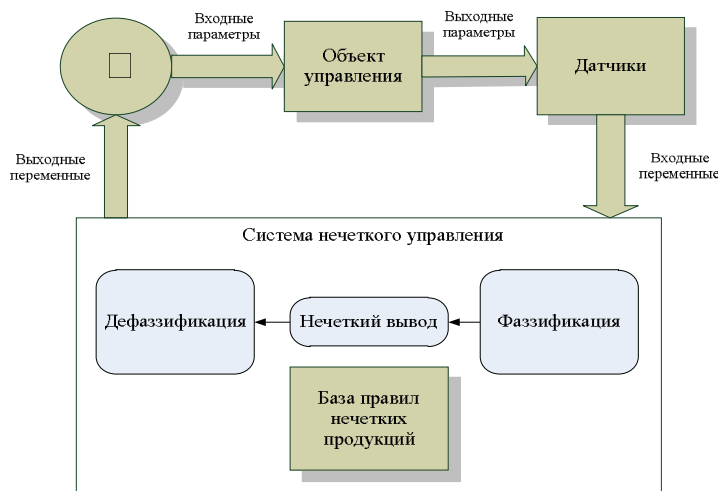 Входные
параметры
Выходные
параметры
Объект
управления
Датчики
Выходные
переменные
Входные
переменные
Система нечеткого управления
Дефаззификация
Нечеткий вывод
Фаззификация
База правил
нечетких
продукций